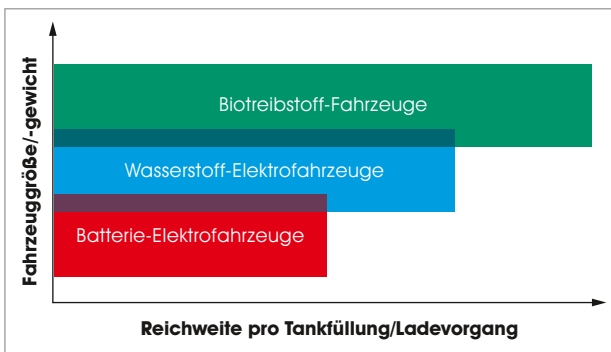 Fahrzeuggröße/-gewicht
Biotreibstoff-Fahrzeuge
Wasserstoff-Elektrofahrzeuge
Batterie-Elektrofahrzeuge
Reichweite pro Tankfüllung/Ladevorgang